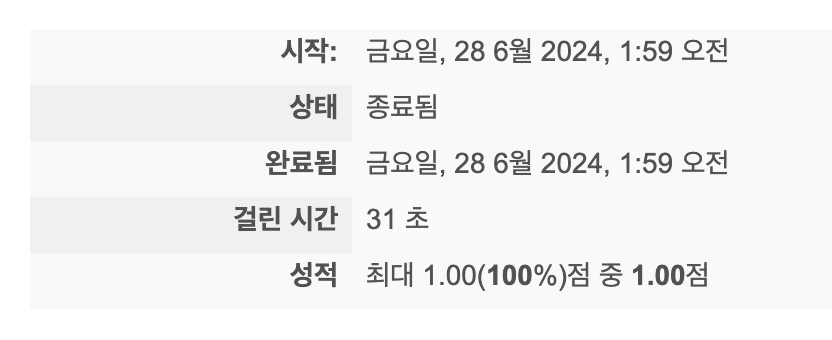 시작: 금요일, 28 6월 2024, 1:59 오전
상태 종료됨
완료됨 금요일, 28 6월 2024, 1:59 오전
걸린 시간 31 초
성적 최대 1.00(100%)점 중 1.00점